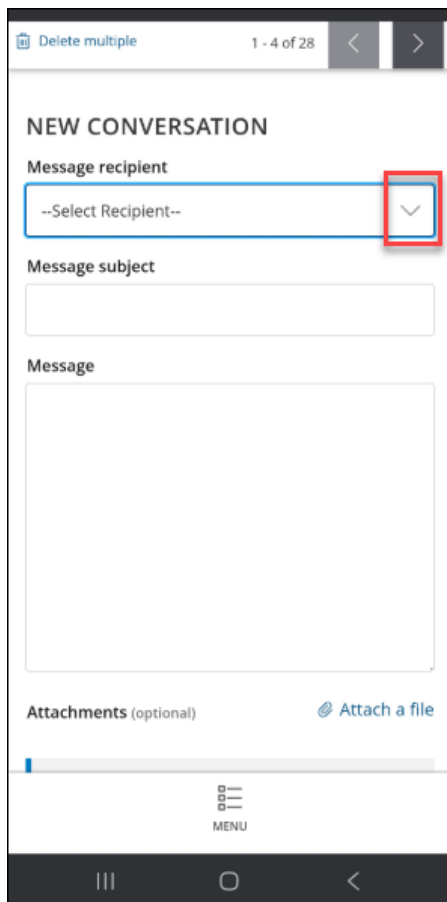 Delete multiple 1 - 4 of 28
NEW CONVERSATION
Message recipient
--Select Recipient--
Message subject
Message
Attachments (optional) Attach a file
MENU